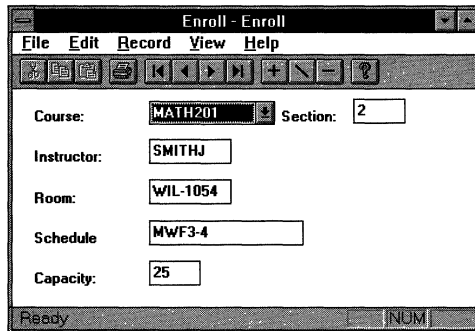 Enroll - Enroll
File Edit Record View Help
Course: MATH201 Section: 2
Instructor: SMITHJ
Room: WIL-1054
Schedule MWF3-4
Capacity: 25
Ready NUM